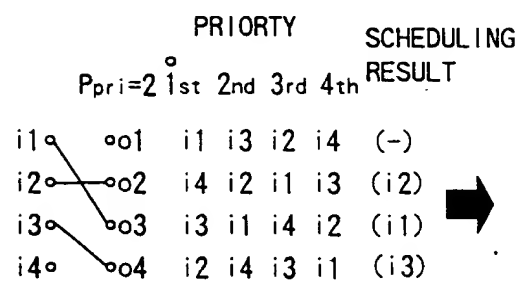 PRIORTY
SCHEDULING
RESULT
Ppri=2 1st 2nd 3rd 4th
i1 o1 i1 i3 i2 i4 (-)
i2 o2 i4 i2 i1 i3 (i2)
i3 o3 i3 i1 i4 i2 (i1)
i4 o4 i2 i4 i3 i1 (i3)